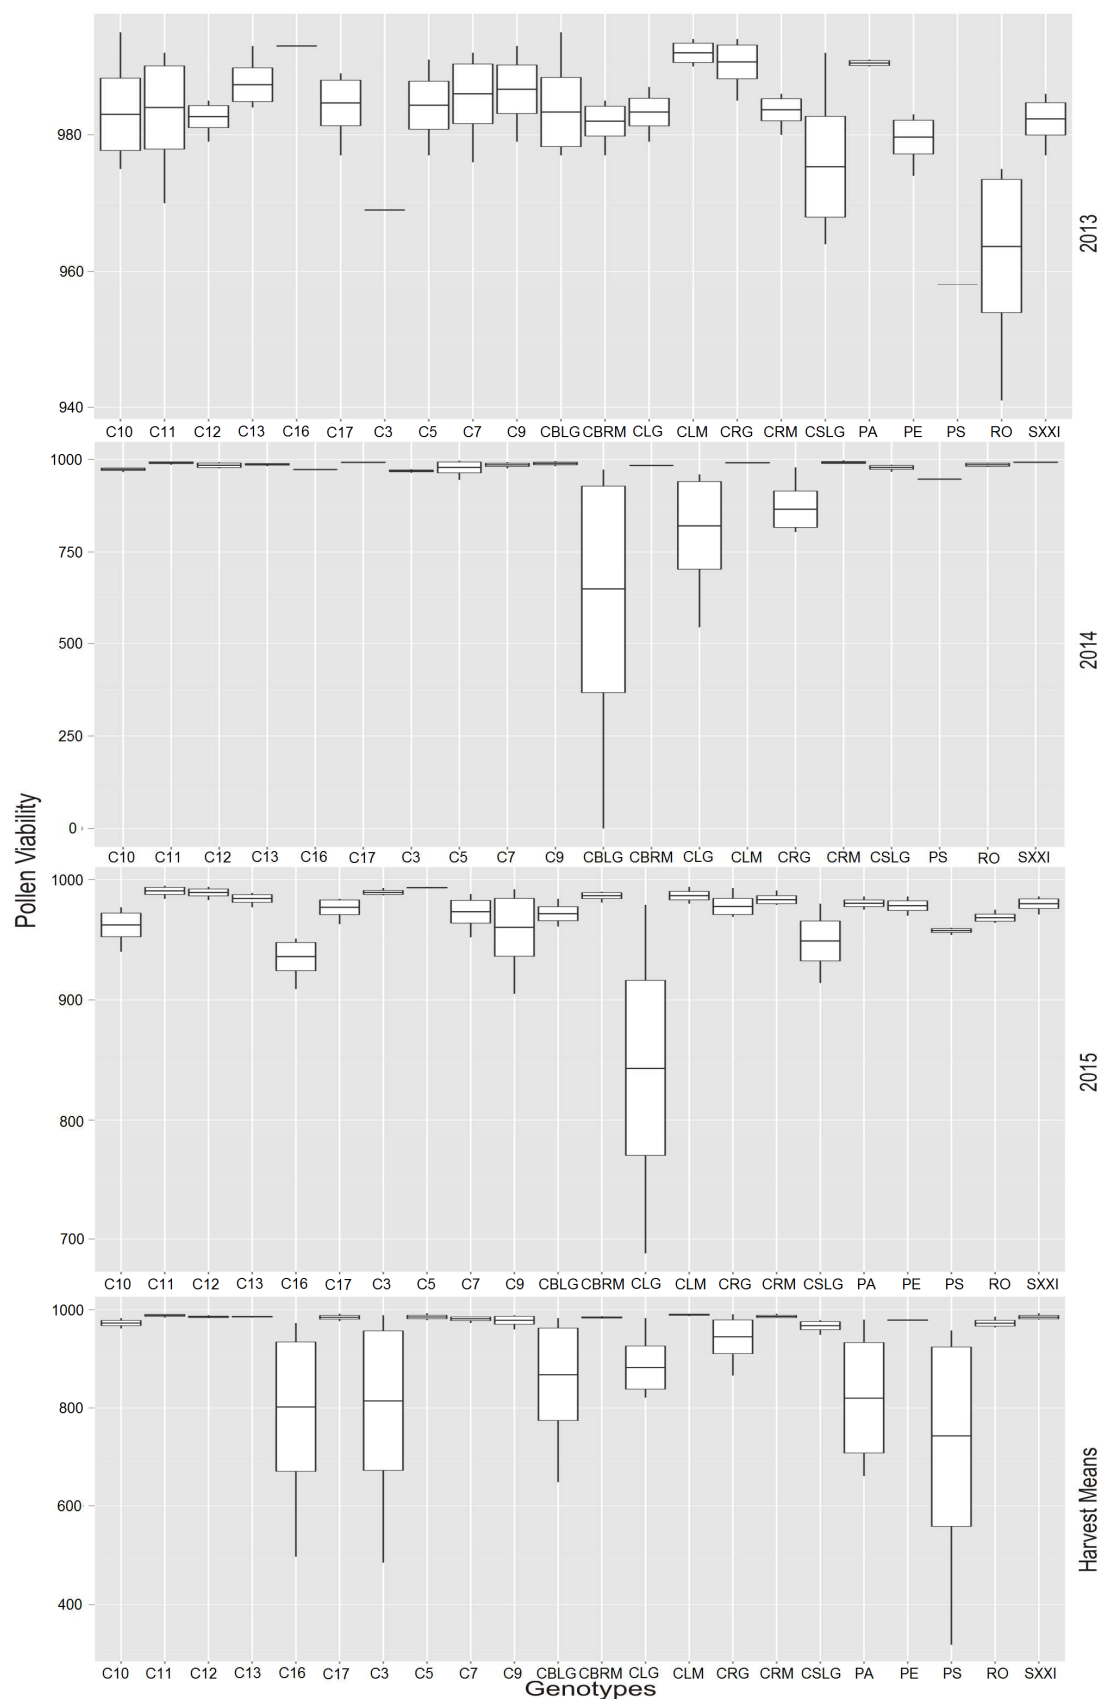 980
960
940
C10 C11 C12 C13 C16 C17 C3 C5 C7 C9 CBLG CBRM CLG CLM CRG CRM CSLG PA PE PS RO SXXI
2013
1000
750
500
250
0
C10 C11 C12 C13 C16 C17 C3 C5 C7 C9 CBLG CBRM CLG CLM CRG CRM CSLG PS RO SXXI
2014
Pollen Viability
1000
900
800
700
C10 C11 C12 C13 C16 C17 C3 C5 C7 C9 CBLG CBRM CLG CLM CRG CRM CSLG PA PE PS RO SXXI
2015
1000
800
600
400
C10 C11 C12 C13 C16 C17 C3 C5 C7 C9 CBLG CBRM CLG CLM CRG CRM CSLG PA PE PS RO SXXI
Harvest Means
Genotypes